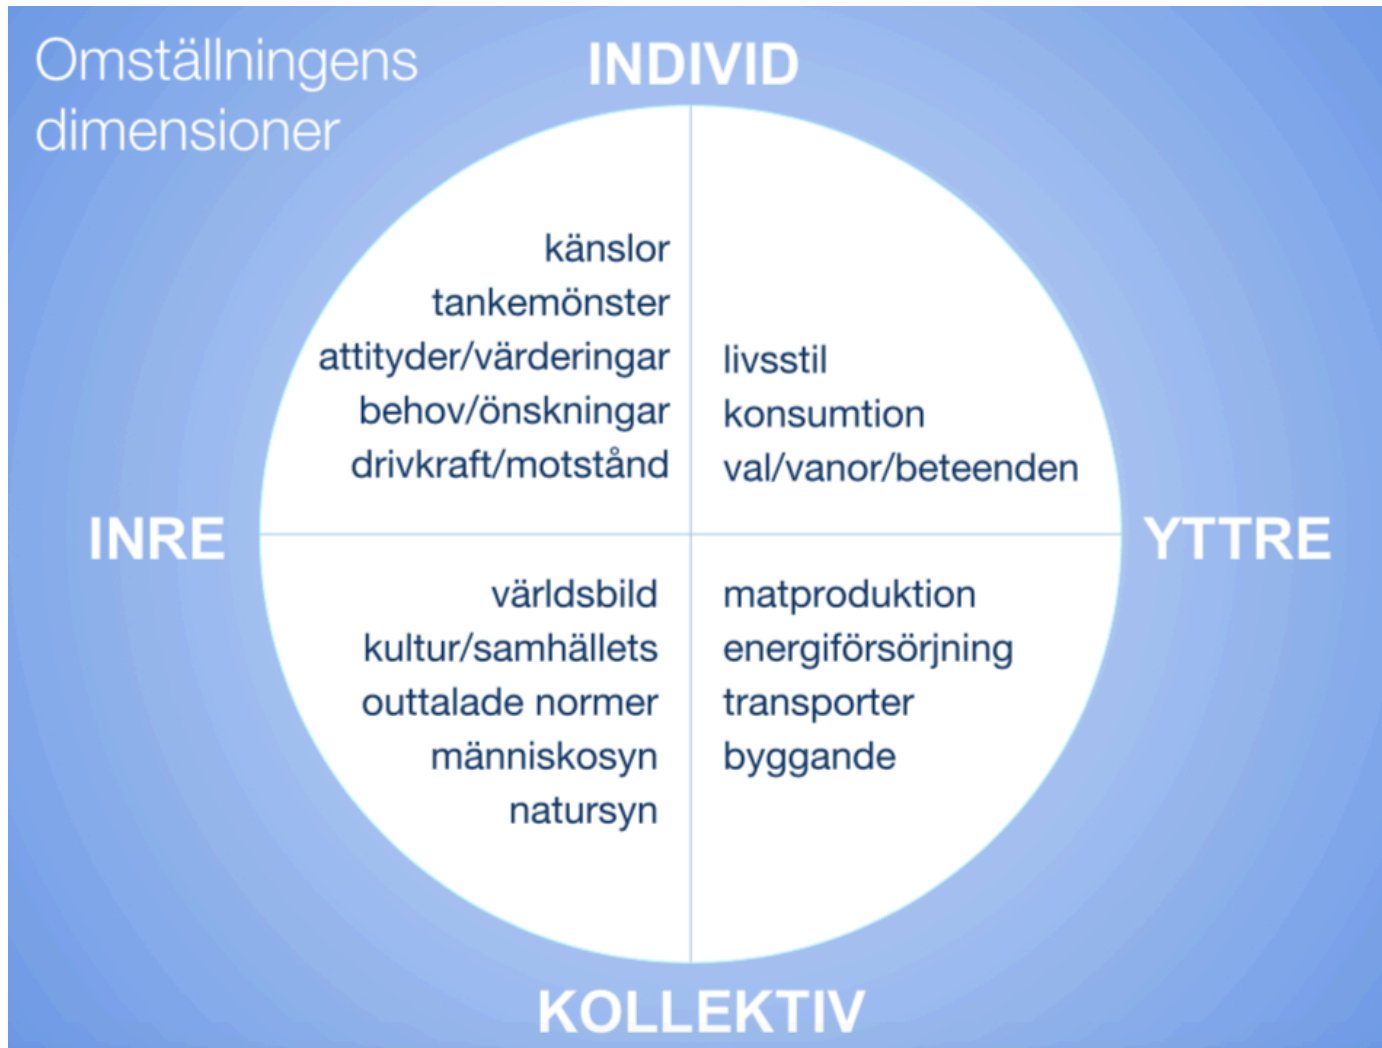 Omställningens
dimensioner
INDIVID
känslor
tankemönster
attityder/värderingar
behov/önskningar
drivkraft/motstånd
livsstil
konsumtion
val/vanor/beteenden
INRE
YTTRE
världsbild
kultur/samhällets
outtalade normer
människosyn
natursyn
matproduktion
energiförsörjning
transporter
byggande
KOLLEKTIV